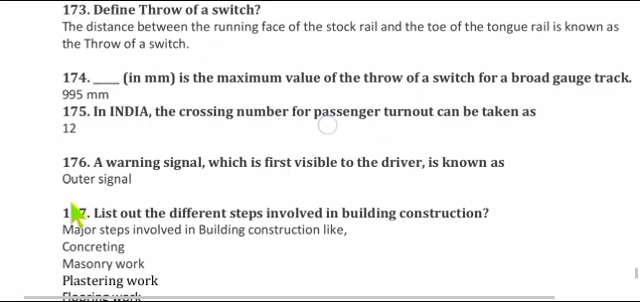 173. Define Throw of a switch?
The distance between the running face of the stock rail and the toe of the tongue rail is known as
the Throw of a switch.
174. ____ (in mm) is the maximum value of the throw of a switch for a broad gauge track.
995 mm
175. In INDIA, the crossing number for passenger turnout can be taken as
12
176. A warning signal, which is first visible to the driver, is known as
Outer signal
177. List out the different steps involved in building construction?
Major steps involved in Building construction like,
Concreting
Masonry work
Plastering work
Flooring work